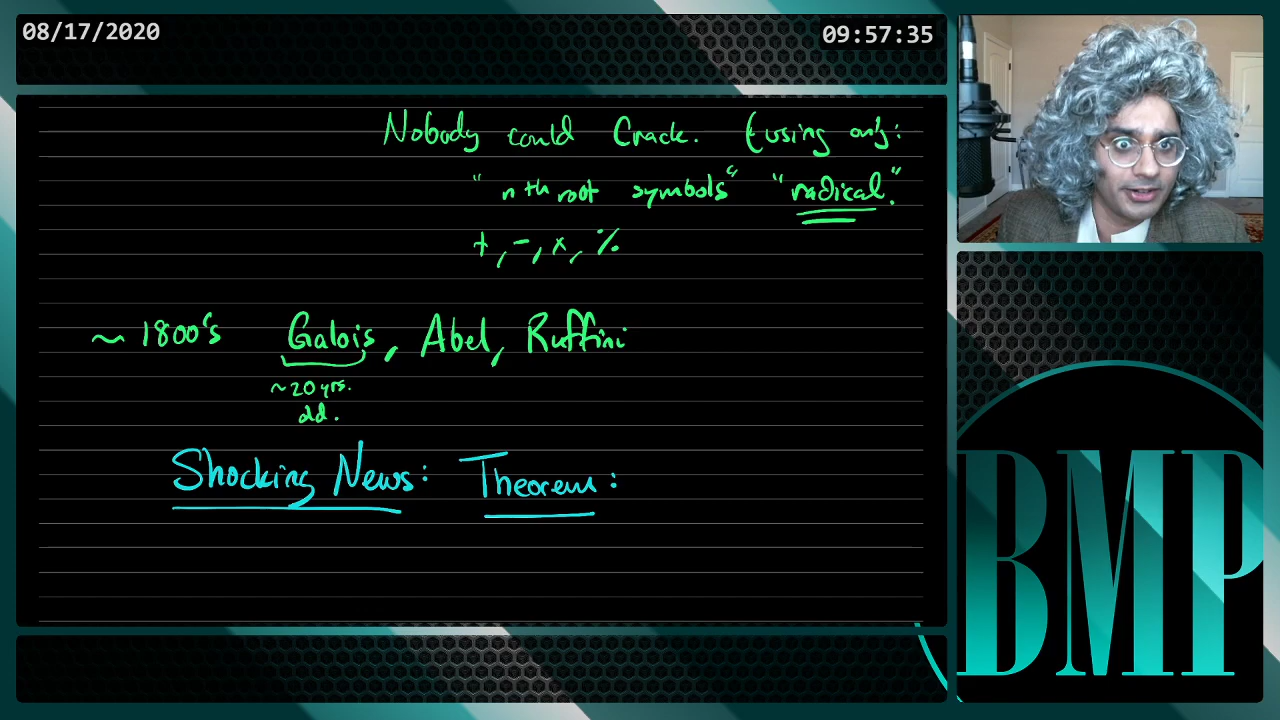 08/17/2020
09:57:35
Nobody could Crack. (using only:
"nth root symbols" "radical."
+, -, ×, %
~ 1800's Galois, Abel, Ruffini
~20 yrs.
old.
Shocking News: Theorem:
BMP